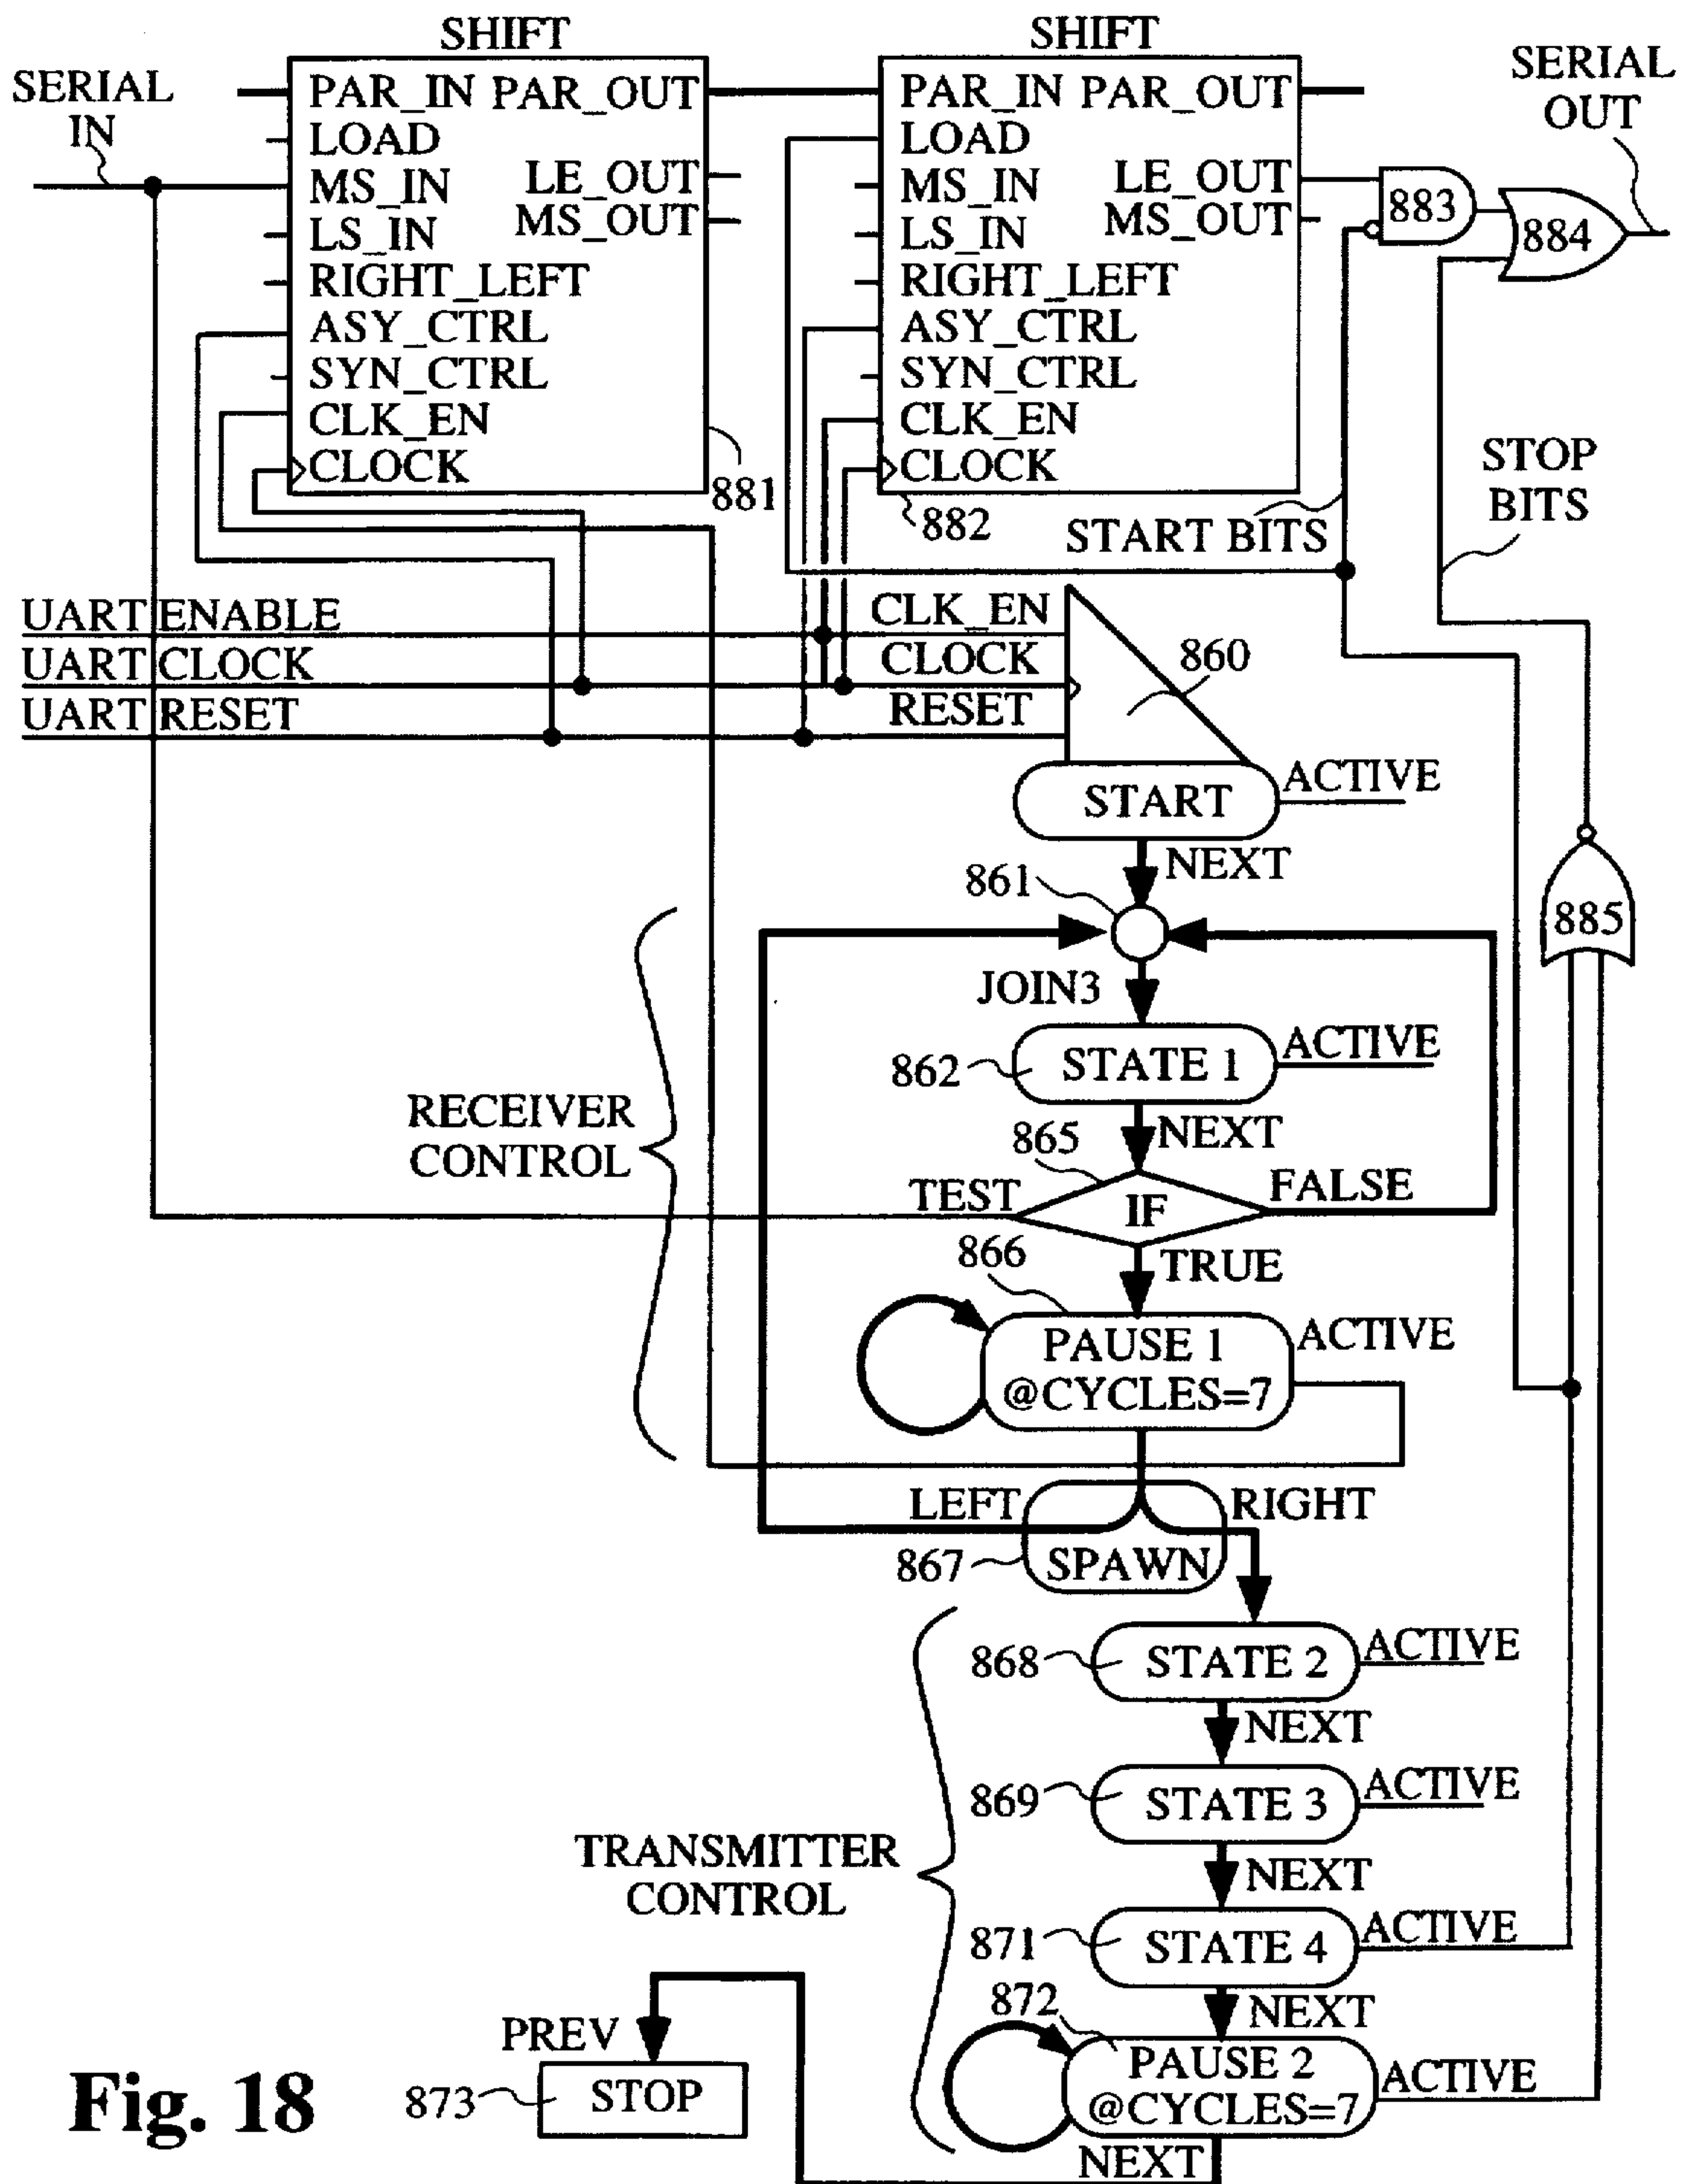 SHIFT
SHIFT
SERIAL
IN
SERIAL
OUT
PAR_IN PAR_OUT
LOAD
MS_IN
LE_OUT
LS_IN
MS_OUT
RIGHT_LEFT
ASY_CTRL
SYN_CTRL
CLK_EN
CLOCK
881
PAR_IN PAR_OUT
LOAD
MS_IN
LE_OUT
LS_IN
MS_OUT
RIGHT_LEFT
ASY_CTRL
SYN_CTRL
CLK_EN
CLOCK
882
883
884
START BITS
STOP
BITS
UART ENABLE
CLK_EN
UART CLOCK
CLOCK
UART RESET
RESET
860
START
ACTIVE
NEXT
861
885
JOIN3
862
STATE 1
ACTIVE
NEXT
865
RECEIVER
CONTROL
TEST
IF
FALSE
866
TRUE
PAUSE 1
@CYCLES=7
ACTIVE
LEFT
RIGHT
867
SPAWN
868
STATE 2
ACTIVE
NEXT
869
STATE 3
ACTIVE
TRANSMITTER
CONTROL
NEXT
871
STATE 4
ACTIVE
872
NEXT
PREV
PAUSE 2
@CYCLES=7
ACTIVE
873
STOP
NEXT
Fig. 18